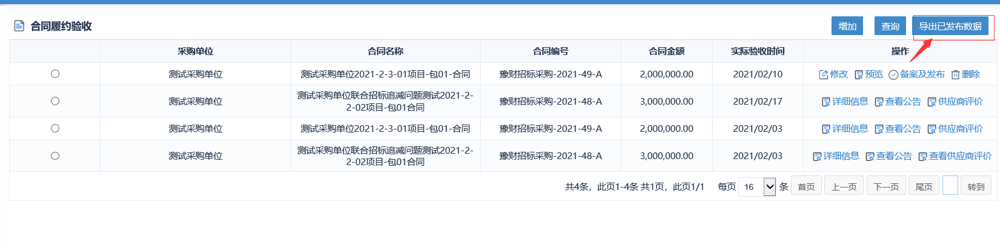 合同履约验收
增加 查询 导出已发布数据
采购单位 合同名称 合同编号 合同金额 实际验收时间 操作
测试采购单位 测试采购单位2021-2-3-01项目-包01-合同 豫财招标采购-2021-49-A 2,000,000.00 2021/02/10 修改 预览 备案及发布 删除
测试采购单位 测试采购单位联合招标追减问题测试2021-2-
2-02项目-包01合同 豫财招标采购-2021-48-A 3,000,000.00 2021/02/17 详细信息 查看公告 供应商评价
测试采购单位 测试采购单位2021-2-3-01项目-包01-合同 豫财招标采购-2021-49-A 2,000,000.00 2021/02/03 详细信息 查看公告 供应商评价
测试采购单位 测试采购单位联合招标追减问题测试2021-2-
2-02项目-包01合同 豫财招标采购-2021-48-A 3,000,000.00 2021/02/03 详细信息 查看公告 查看供应商评价
共4条，此页1-4条 共1页，此页1/1 每页 16 条 首页 上一页 下一页 尾页 转到